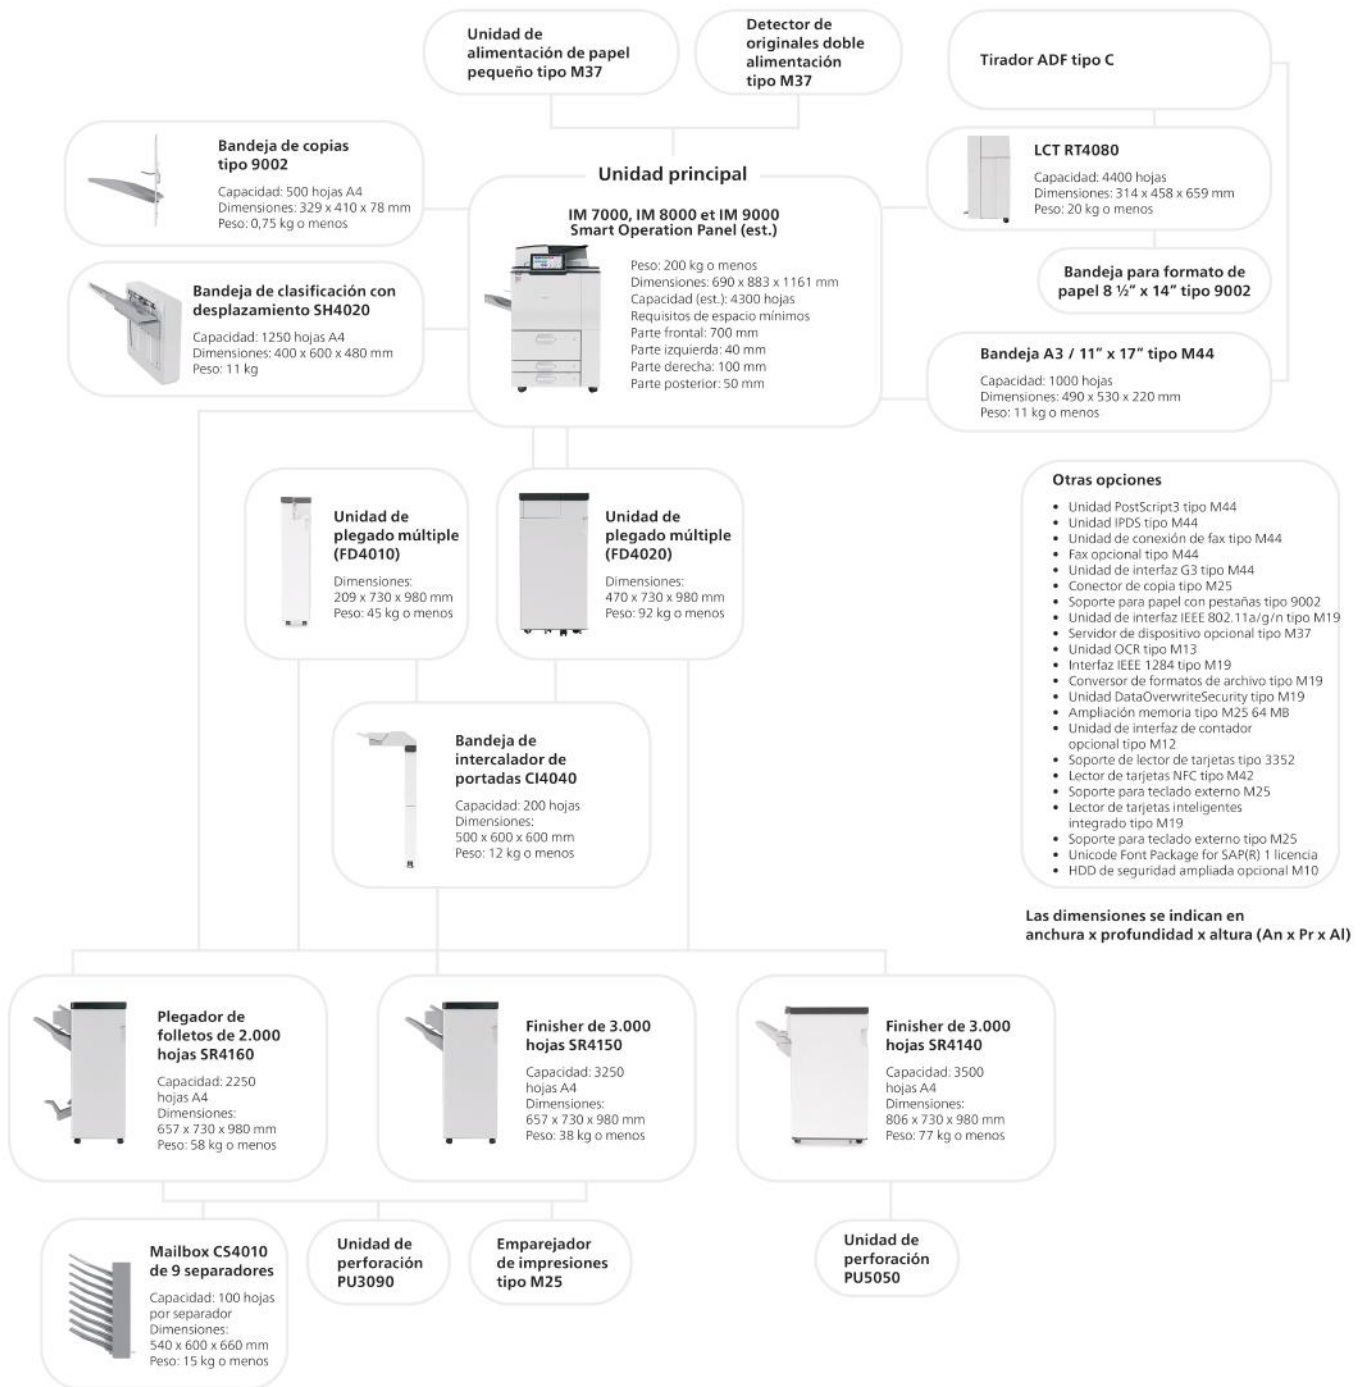 Unidad de
alimentación de papel
pequeño tipo M37
Detector de
originales doble
alimentación
tipo M37
Tirador ADF tipo C
Bandeja de copias
tipo 9002
Capacidad: 500 hojas A4
Dimensiones: 329 x 410 x 78 mm
Peso: 0,75 kg o menos
Unidad principal
IM 7000, IM 8000 et IM 9000
Smart Operation Panel (est.)
Peso: 200 kg o menos
Dimensiones: 690 x 883 x 1161 mm
Capacidad (est.): 4300 hojas
Requisitos de espacio mínimos
Parte frontal: 700 mm
Parte izquierda: 40 mm
Parte derecha: 100 mm
Parte posterior: 50 mm
LCT RT4080
Capacidad: 4400 hojas
Dimensiones: 314 x 458 x 659 mm
Peso: 20 kg o menos
Bandeja para formato de
papel 8 ½” x 14” tipo 9002
Bandeja de clasificación con
desplazamiento SH4020
Capacidad: 1250 hojas A4
Dimensiones: 400 x 600 x 480 mm
Peso: 11 kg
Bandeja A3 / 11” x 17” tipo M44
Capacidad: 1000 hojas
Dimensiones: 490 x 530 x 220 mm
Peso: 11 kg o menos
Unidad de
plegado múltiple
(FD4010)
Dimensiones:
209 x 730 x 980 mm
Peso: 45 kg o menos
Unidad de
plegado múltiple
(FD4020)
Dimensiones:
470 x 730 x 980 mm
Peso: 92 kg o menos
Otras opciones
• Unidad PostScript3 tipo M44
• Unidad IPDS tipo M44
• Unidad de conexión de fax tipo M44
• Fax opcional tipo M44
• Unidad de interfaz G3 tipo M44
• Conector de copia tipo M25
• Soporte para papel con pestañas tipo 9002
• Unidad de interfaz IEEE 802.11a/g/n tipo M19
• Servidor de dispositivo opcional tipo M37
• Unidad OCR tipo M13
• Interfaz IEEE 1284 tipo M19
• Conversor de formatos de archivo tipo M19
• Unidad DataOverwriteSecurity tipo M19
• Ampliación memoria tipo M25 64 MB
• Unidad de interfaz de contador
opcional tipo M12
• Soporte de lector de tarjetas tipo 3352
• Lector de tarjetas NFC tipo M42
• Soporte para teclado externo M25
• Lector de tarjetas inteligentes
integrado tipo M19
• Soporte para teclado externo tipo M25
• Unicode Font Package for SAP(R) 1 licencia
• HDD de seguridad ampliada opcional M10
Bandeja de
intercalador de
portadas CI4040
Capacidad: 200 hojas
Dimensiones:
500 x 600 x 600 mm
Peso: 12 kg o menos
Las dimensiones se indican en
anchura x profundidad x altura (An x Pr x Al)
Plegador de
folletos de 2.000
hojas SR4160
Capacidad: 2250
hojas A4
Dimensiones:
657 x 730 x 980 mm
Peso: 58 kg o menos
Finisher de 3.000
hojas SR4150
Capacidad: 3250
hojas A4
Dimensiones:
657 x 730 x 980 mm
Peso: 38 kg o menos
Finisher de 3.000
hojas SR4140
Capacidad: 3500
hojas A4
Dimensiones:
806 x 730 x 980 mm
Peso: 77 kg o menos
Mailbox CS4010
de 9 separadores
Capacidad: 100 hojas
por separador
Dimensiones:
540 x 600 x 660 mm
Peso: 15 kg o menos
Unidad de
perforación
PU3090
Emparejador
de impresiones
tipo M25
Unidad de
perforación
PU5050